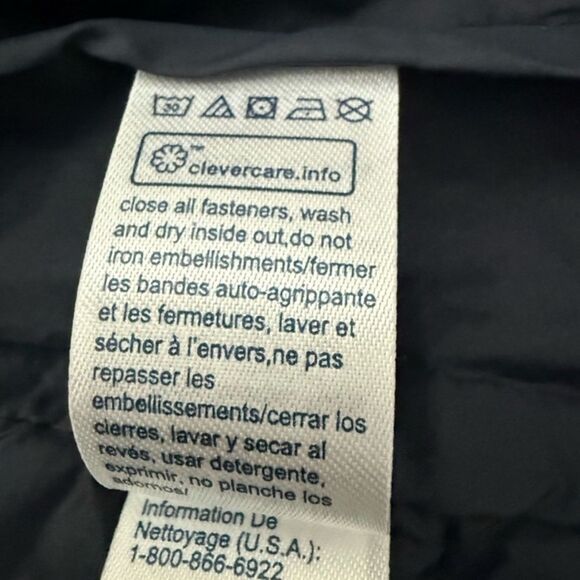 30
™
clevercare.info
close all fasteners, wash
and dry inside out,do not
iron embellishments/fermer
les bandes auto-agrippante
et les fermetures, laver et
sécher à l'envers,ne pas
repasser les
embellissements/cerrar los
cierres, lavar y secar al
revés, usar detergente,
exprimir, no planche los
adornos/
Information De
Nettoyage (U.S.A.):
1-800-866-6922